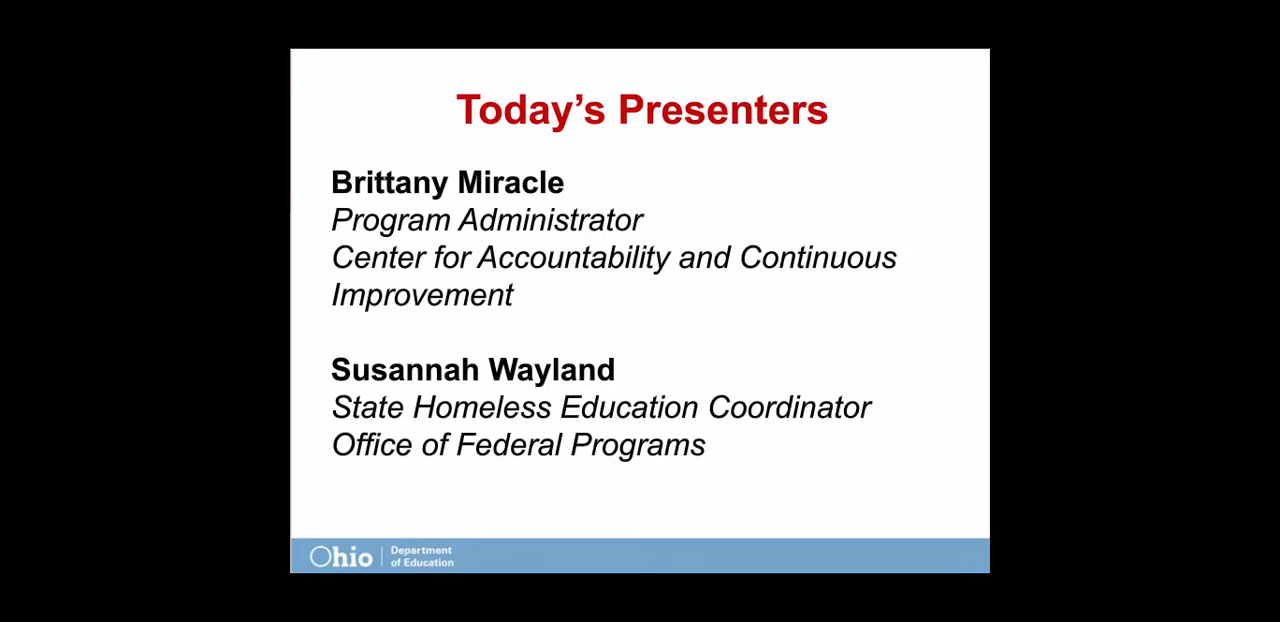 Today’s Presenters
Brittany Miracle
Program Administrator
Center for Accountability and Continuous
Improvement
Susannah Wayland
State Homeless Education Coordinator
Office of Federal Programs
Ohio
Department
of Education